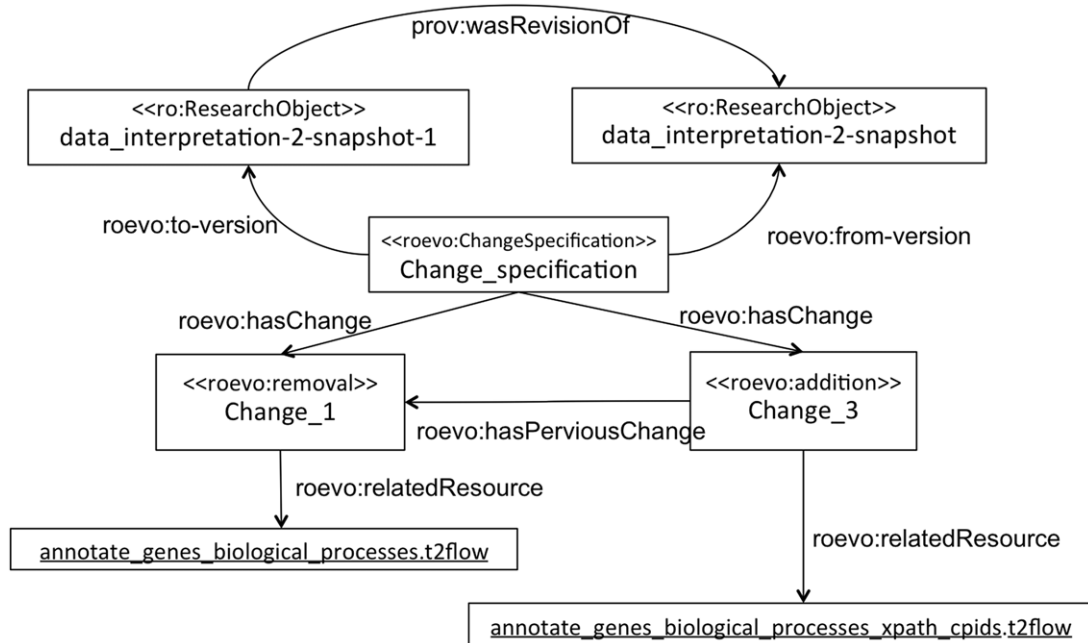 prov:wasRevisionOf
<<ro:ResearchObject>>
data_interpretation-2-snapshot-1
<<ro:ResearchObject>>
data_interpretation-2-snapshot
roevo:to-version
<<roevo:ChangeSpecification>>
Change_specification
roevo:from-version
roevo:hasChange
roevo:hasChange
<<roevo:removal>>
Change_1
<<roevo:addition>>
Change_3
roevo:hasPerviousChange
roevo:relatedResource
annotate_genes_biological_processes.t2flow
roevo:relatedResource
annotate_genes_biological_processes_xpath_cpids.t2flow